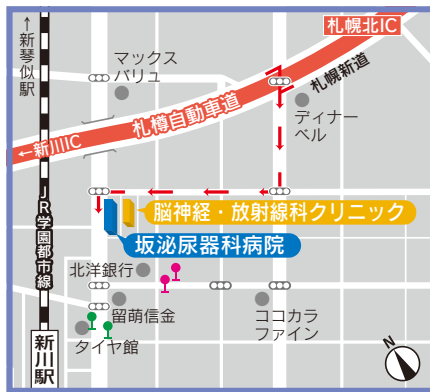 札幌北IC
↑新琴似駅
マックス
バリュ
札幌新道
ディナー
ベル
札樽自動車道
←新川IC
JR学園都市線
脳神経・放射線科クリニック
坂泌尿器科病院
北洋銀行
留萌信金
ココカラ
ファイン
タイヤ館
新川駅
N